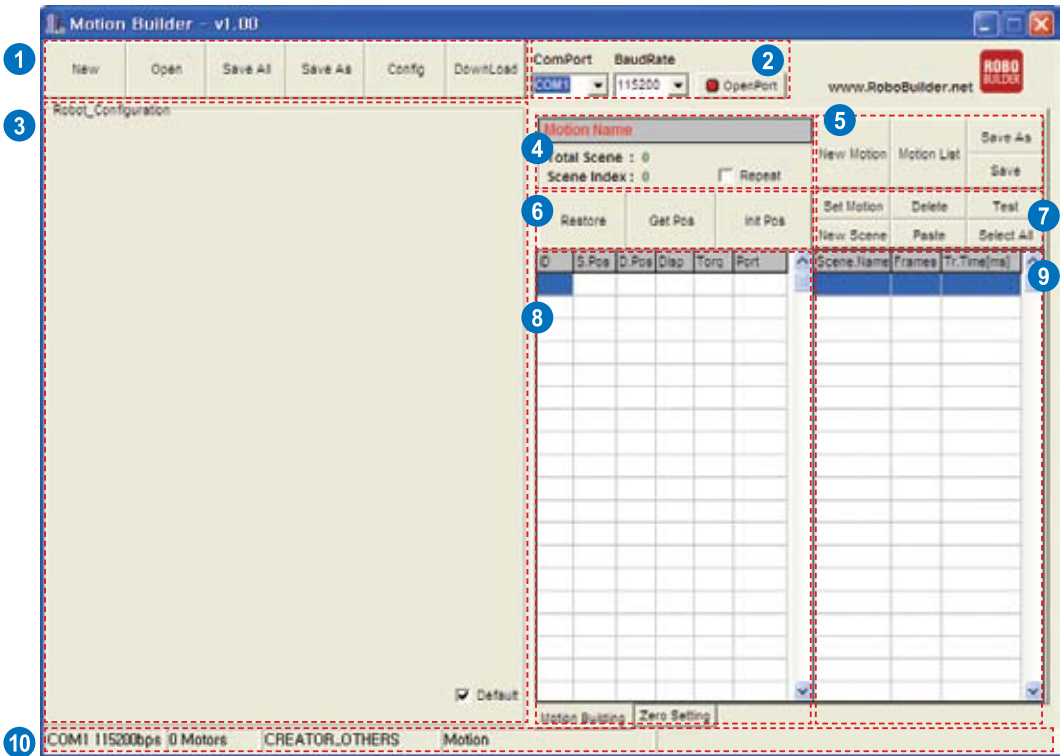 Motion Builder - v1.00
1
New Open Save All Save As Config DownLoad
ComPort BaudRate
2
COM1 115200 OpenPort
www.RoboBuilder.net
ROBO
BUILDER
3
Robot_Configuration
Default
4
Motion Name
Total Scene : 0
Scene Index : 0
Repeat
5
New Motion Motion List Save As
Save
6
Restore Get Pos Init Pos
7
Set Motion Delete Test
New Scene Paste Select All
8
ID S.Pos D.Pos Disp Torq Port
9
Scene.Name Frames Tr.Time[ms]
Motion Building Zero Setting
10
COM1 115200bps 0 Motors CREATOR_OTHERS Motion